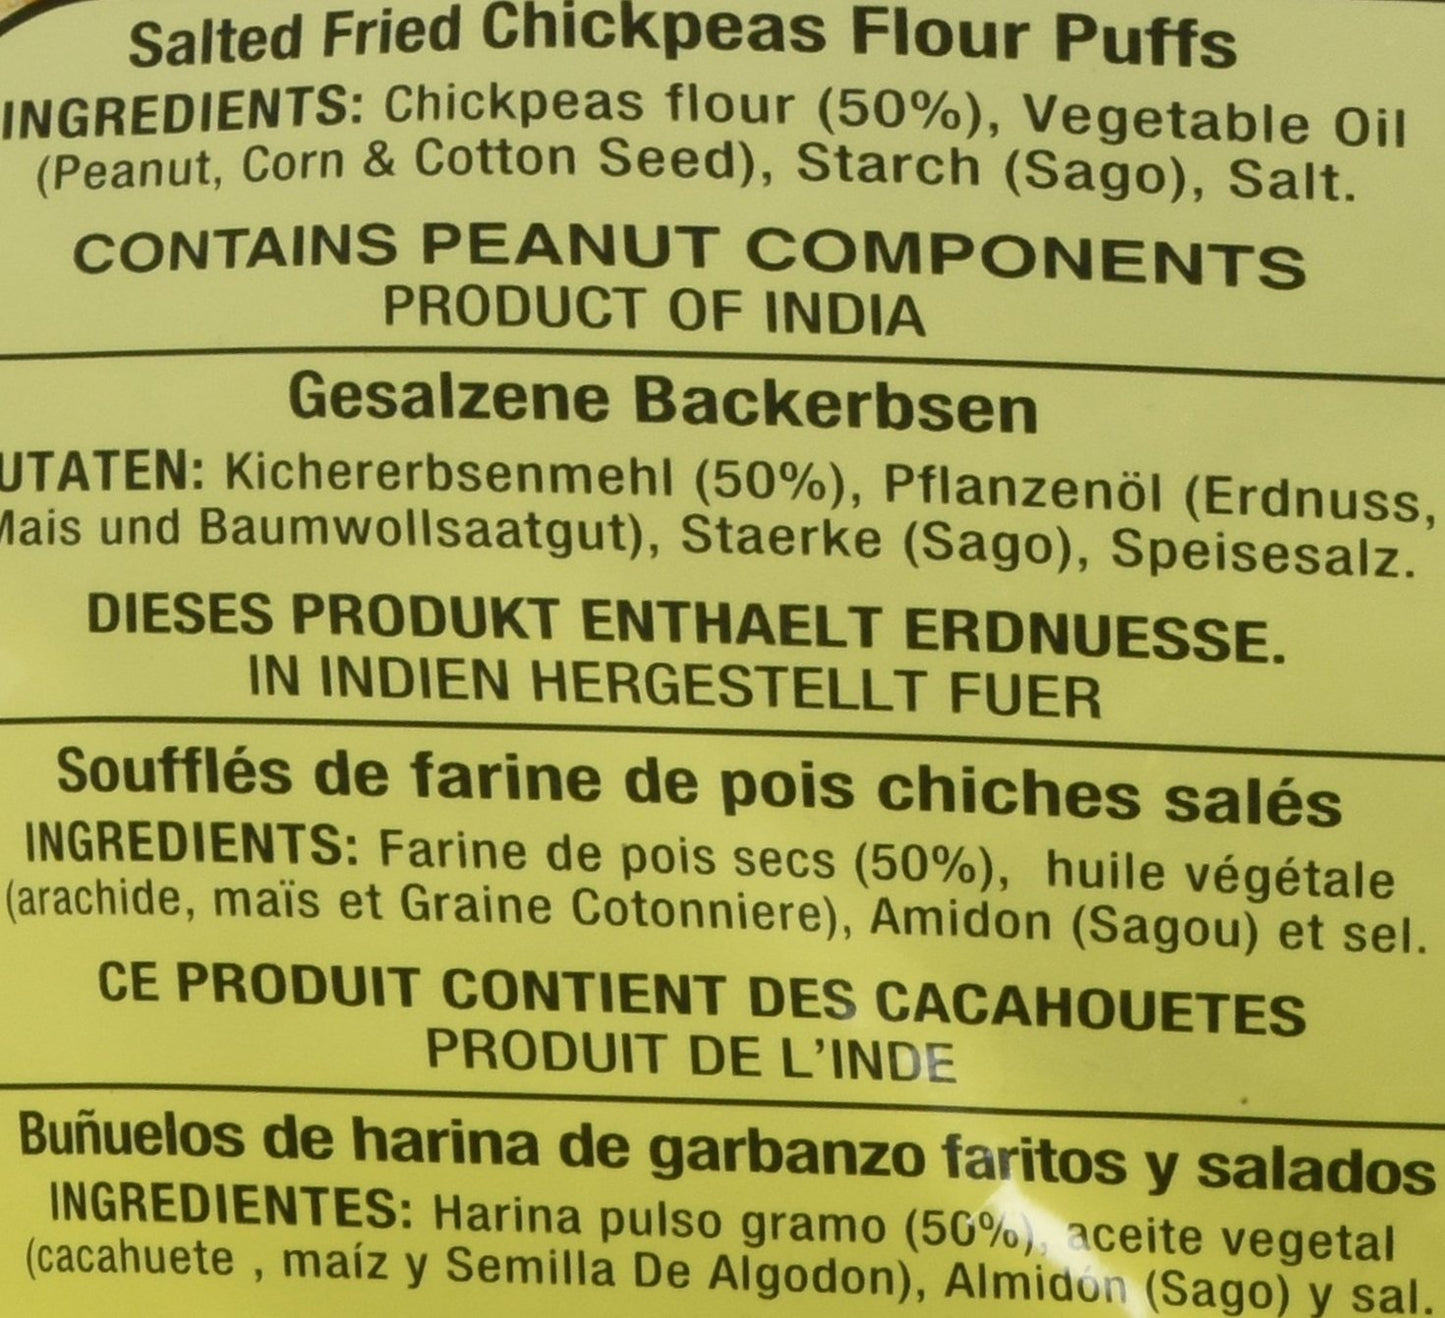 Salted Fried Chickpeas Flour Puffs
INGREDIENTS: Chickpeas flour (50%), Vegetable Oil
(Peanut, Corn & Cotton Seed), Starch (Sago), Salt.
CONTAINS PEANUT COMPONENTS
PRODUCT OF INDIA
Gesalzene Backerbsen
UTATEN: Kichererbsenmehl (50%), Pflanzenöl (Erdnuss,
Mais und Baumwollsaatgut), Staerke (Sago), Speisesalz.
DIESES PRODUKT ENTHAELT ERDNUESSE.
IN INDIEN HERGESTELLT FUER
Soufflés de farine de pois chiches salés
INGREDIENTS: Farine de pois secs (50%), huile végétale
(arachide, maïs et Graine Cotonniere), Amidon (Sagou) et sel.
CE PRODUIT CONTIENT DES CACAHOUETES
PRODUIT DE L'INDE
Buñuelos de harina de garbanzo faritos y salados
INGREDIENTES: Harina pulso gramo (50%), aceite vegetal
(cacahuete , maíz y Semilla De Algodon), Almidón (Sago) y sal.